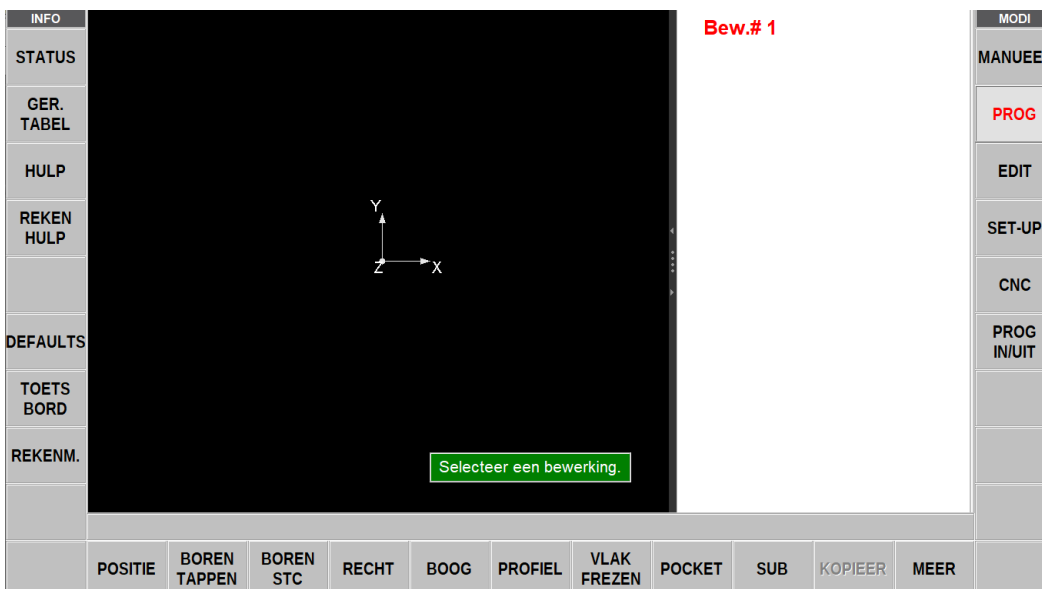 INFO
STATUS
GER.
TABEL
HULP
REKEN
HULP
DEFAULTS
TOETS
BORD
REKENM.
Y
Z
X
Selecteer een bewerking.
Bew.# 1
MODI
MANUEE
PROG
EDIT
SET-UP
CNC
PROG
IN/UIT
POSITIE
BOREN
TAPPEN
BOREN
STC
RECHT
BOOG
PROFIEL
VLAK
FREZEN
POCKET
SUB
KOPIEER
MEER